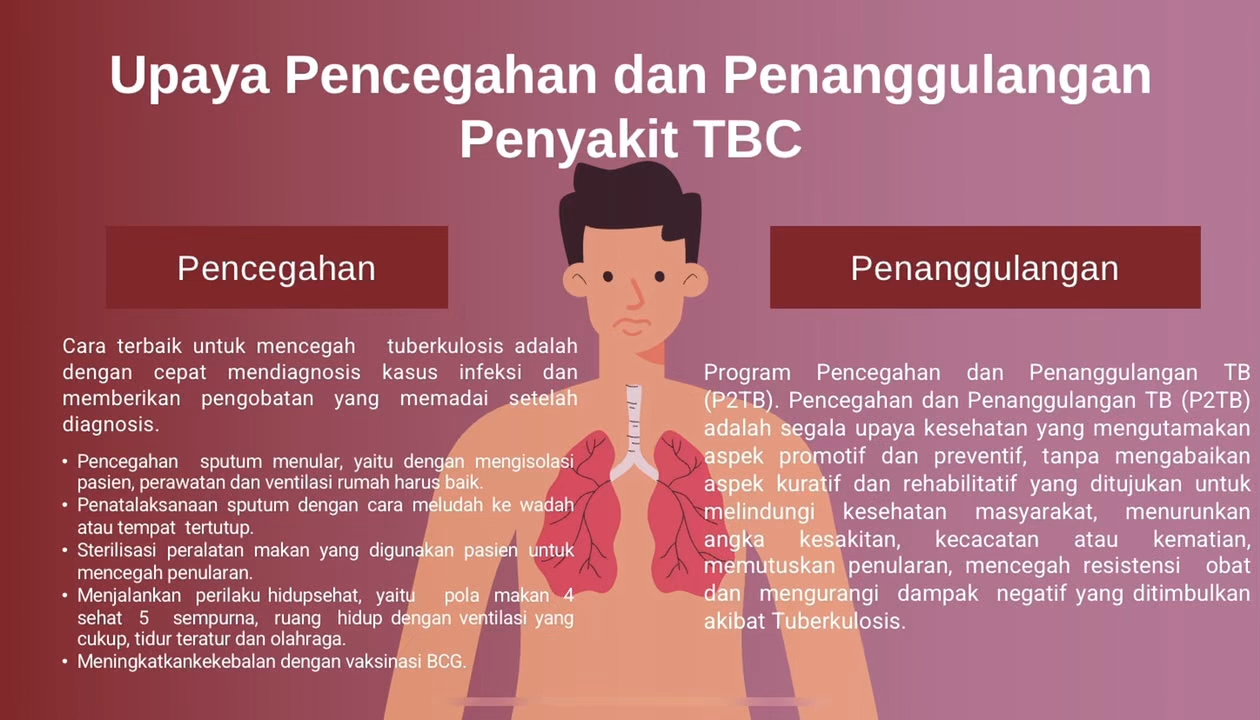 Upaya Pencegahan dan Penanggulangan
Penyakit TBC
Pencegahan
Cara terbaik untuk mencegah tuberkulosis adalah
dengan cepat mendiagnosis kasus infeksi dan
memberikan pengobatan yang memadai setelah
diagnosis.
• Pencegahan sputum menular, yaitu dengan mengisolasi
pasien, perawatan dan ventilasi rumah harus baik.
• Penatalaksanaan sputum dengan cara meludah ke wadah
atau tempat tertutup.
• Sterilisasi peralatan makan yang digunakan pasien untuk
mencegah penularan.
• Menjalankan perilaku hidupsehat, yaitu pola makan 4
sehat 5 sempurna, ruang hidup dengan ventilasi yang
cukup, tidur teratur dan olahraga.
• Meningkatkankekebalan dengan vaksinasi BCG.
Penanggulangan
Program Pencegahan dan Penanggulangan TB
(P2TB). Pencegahan dan Penanggulangan TB (P2TB)
adalah segala upaya kesehatan yang mengutamakan
aspek promotif dan preventif, tanpa mengabaikan
aspek kuratif dan rehabilitatif yang ditujukan untuk
melindungi kesehatan masyarakat, menurunkan
angka kesakitan, kecacatan atau kematian,
memutuskan penularan, mencegah resistensi obat
dan mengurangi dampak negatif yang ditimbulkan
akibat Tuberkulosis.